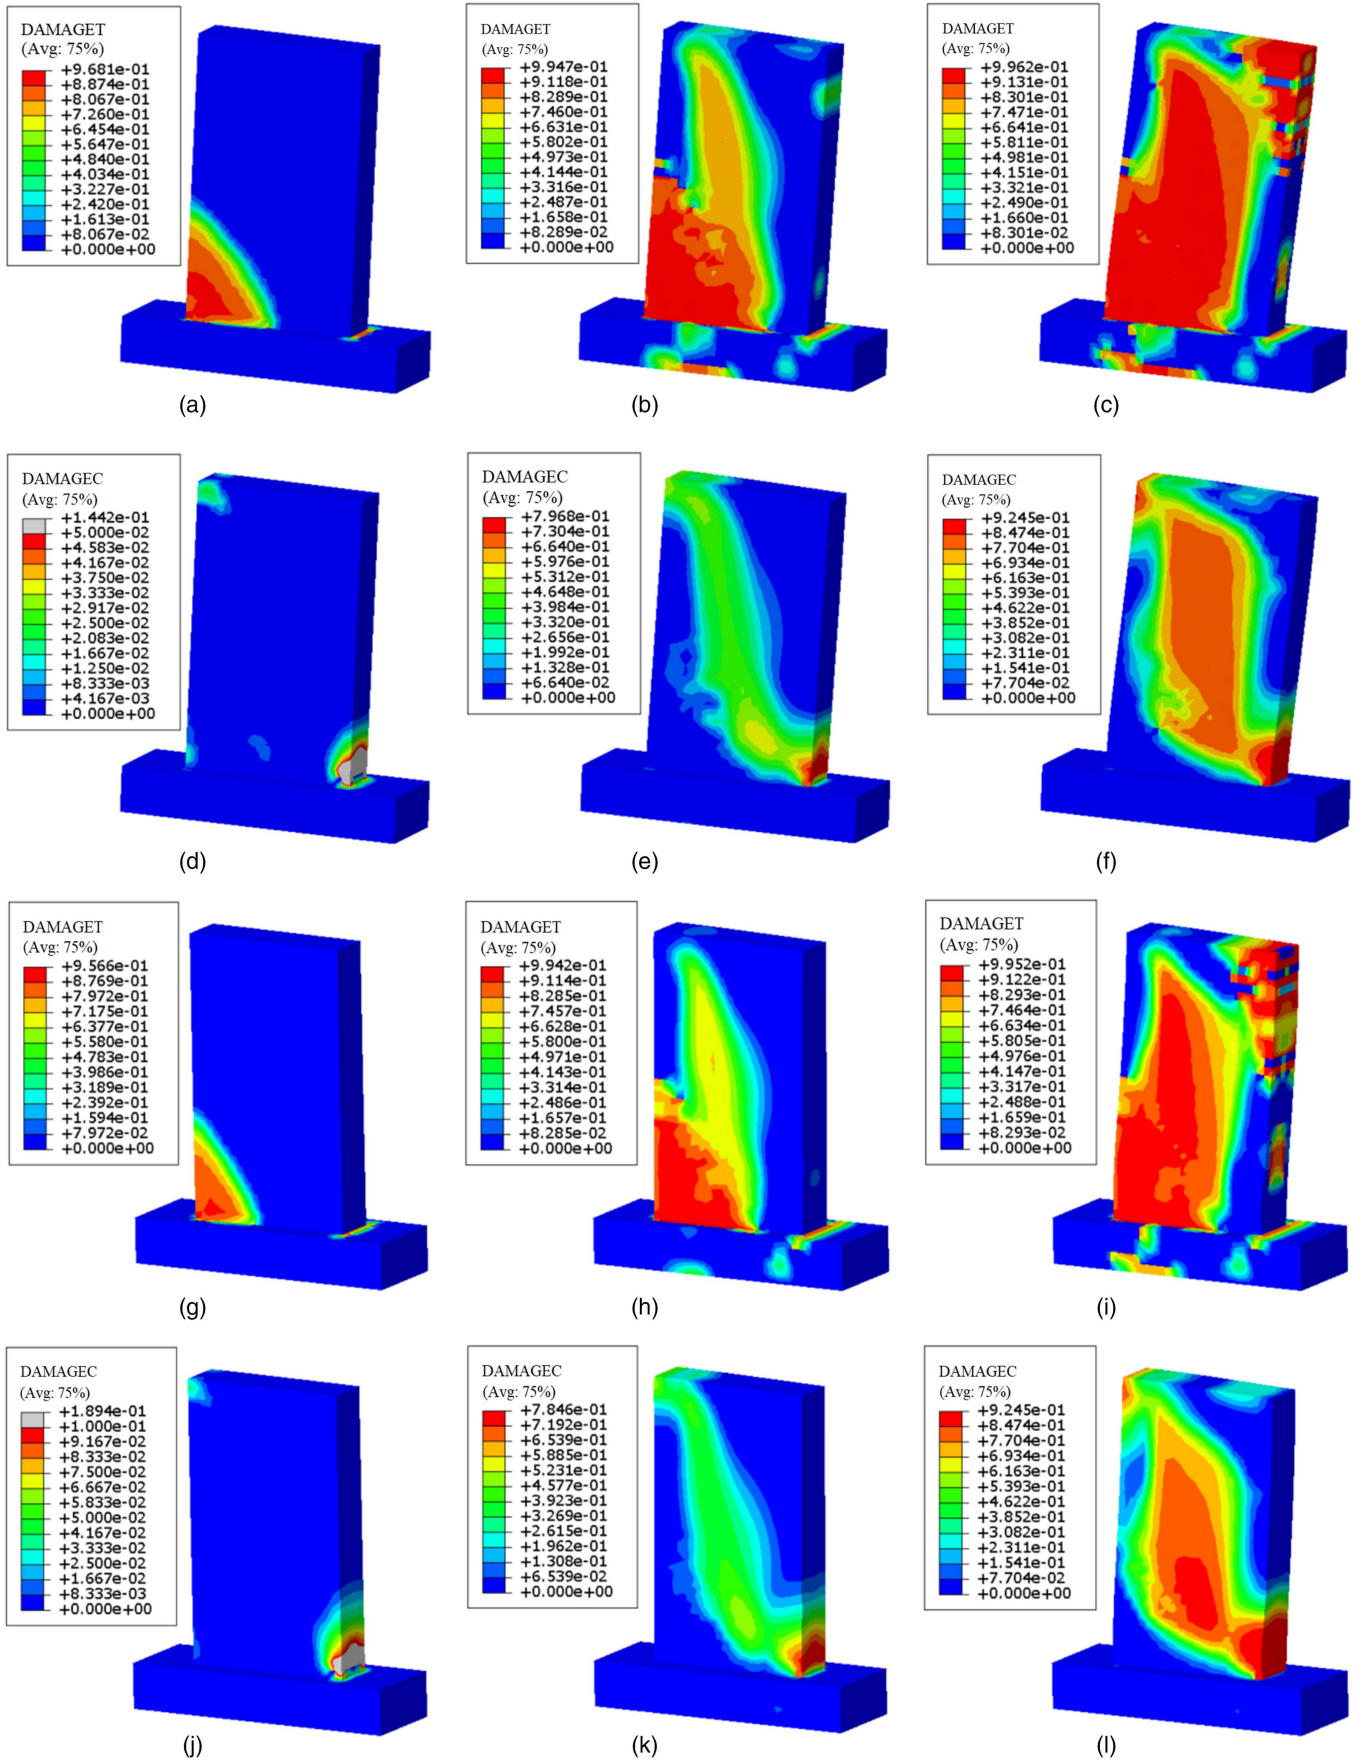 DAMAGET
(Avg: 75%)
+9.681e-01
+8.874e-01
+8.067e-01
+7.260e-01
+6.454e-01
+5.647e-01
+4.840e-01
+4.034e-01
+3.227e-01
+2.420e-01
+1.613e-01
+8.067e-02
+0.000e+00
(a)
DAMAGET
(Avg: 75%)
+9.947e-01
+9.118e-01
+8.289e-01
+7.460e-01
+6.631e-01
+5.802e-01
+4.973e-01
+4.144e-01
+3.316e-01
+2.487e-01
+1.658e-01
+8.289e-02
+0.000e+00
(b)
DAMAGET
(Avg: 75%)
+9.962e-01
+9.131e-01
+8.301e-01
+7.471e-01
+6.641e-01
+5.811e-01
+4.981e-01
+4.151e-01
+3.321e-01
+2.490e-01
+1.660e-01
+8.301e-02
+0.000e+00
(c)
DAMAGEC
(Avg: 75%)
+1.442e-01
+5.000e-02
+4.583e-02
+4.167e-02
+3.750e-02
+3.333e-02
+2.917e-02
+2.500e-02
+2.083e-02
+1.667e-02
+1.250e-02
+8.333e-03
+4.167e-03
+0.000e+00
(d)
DAMAGEC
(Avg: 75%)
+7.968e-01
+7.304e-01
+6.640e-01
+5.976e-01
+5.312e-01
+4.648e-01
+3.984e-01
+3.320e-01
+2.656e-01
+1.992e-01
+1.328e-01
+6.640e-02
+0.000e+00
(e)
DAMAGEC
(Avg: 75%)
+9.245e-01
+8.474e-01
+7.704e-01
+6.934e-01
+6.163e-01
+5.393e-01
+4.622e-01
+3.852e-01
+3.082e-01
+2.311e-01
+1.541e-01
+7.704e-02
+0.000e+00
(f)
DAMAGET
(Avg: 75%)
+9.566e-01
+8.769e-01
+7.972e-01
+7.175e-01
+6.377e-01
+5.580e-01
+4.783e-01
+3.986e-01
+3.189e-01
+2.392e-01
+1.594e-01
+7.972e-02
+0.000e+00
(g)
DAMAGET
(Avg: 75%)
+9.942e-01
+9.114e-01
+8.285e-01
+7.457e-01
+6.628e-01
+5.800e-01
+4.971e-01
+4.143e-01
+3.314e-01
+2.486e-01
+1.657e-01
+8.285e-02
+0.000e+00
(h)
DAMAGET
(Avg: 75%)
+9.952e-01
+9.122e-01
+8.293e-01
+7.464e-01
+6.634e-01
+5.805e-01
+4.976e-01
+4.147e-01
+3.317e-01
+2.488e-01
+1.659e-01
+8.293e-02
+0.000e+00
(i)
DAMAGEC
(Avg: 75%)
+1.894e-01
+1.000e-01
+9.167e-02
+8.333e-02
+7.500e-02
+6.667e-02
+5.833e-02
+5.000e-02
+4.167e-02
+3.333e-02
+2.500e-02
+1.667e-02
+8.333e-03
+0.000e+00
(j)
DAMAGEC
(Avg: 75%)
+7.846e-01
+7.192e-01
+6.539e-01
+5.885e-01
+5.231e-01
+4.577e-01
+3.923e-01
+3.269e-01
+2.615e-01
+1.962e-01
+1.308e-01
+6.539e-02
+0.000e+00
(k)
DAMAGEC
(Avg: 75%)
+9.245e-01
+8.474e-01
+7.704e-01
+6.934e-01
+6.163e-01
+5.393e-01
+4.622e-01
+3.852e-01
+3.082e-01
+2.311e-01
+1.541e-01
+7.704e-02
+0.000e+00
(l)